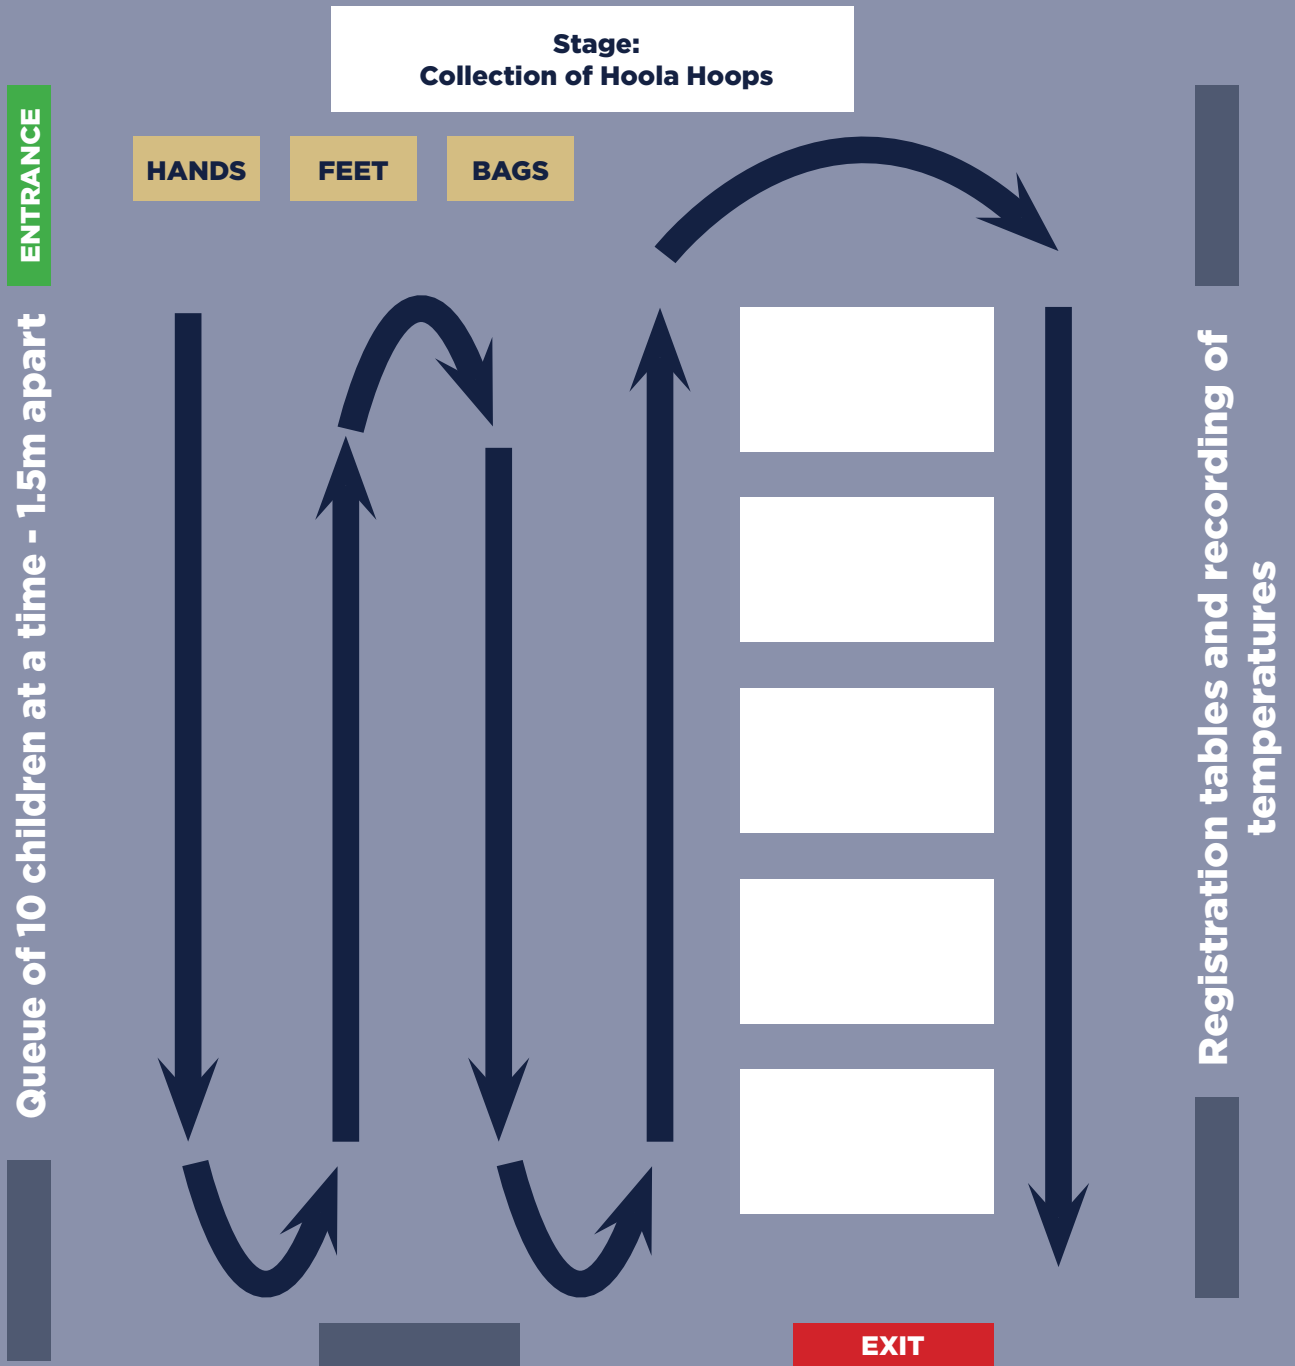 Stage:
Collection of Hoola Hoops
ENTRANCE
HANDS
FEET
BAGS
Queue of 10 children at a time - 1.5m apart
Registration tables and recording of
temperatures
EXIT